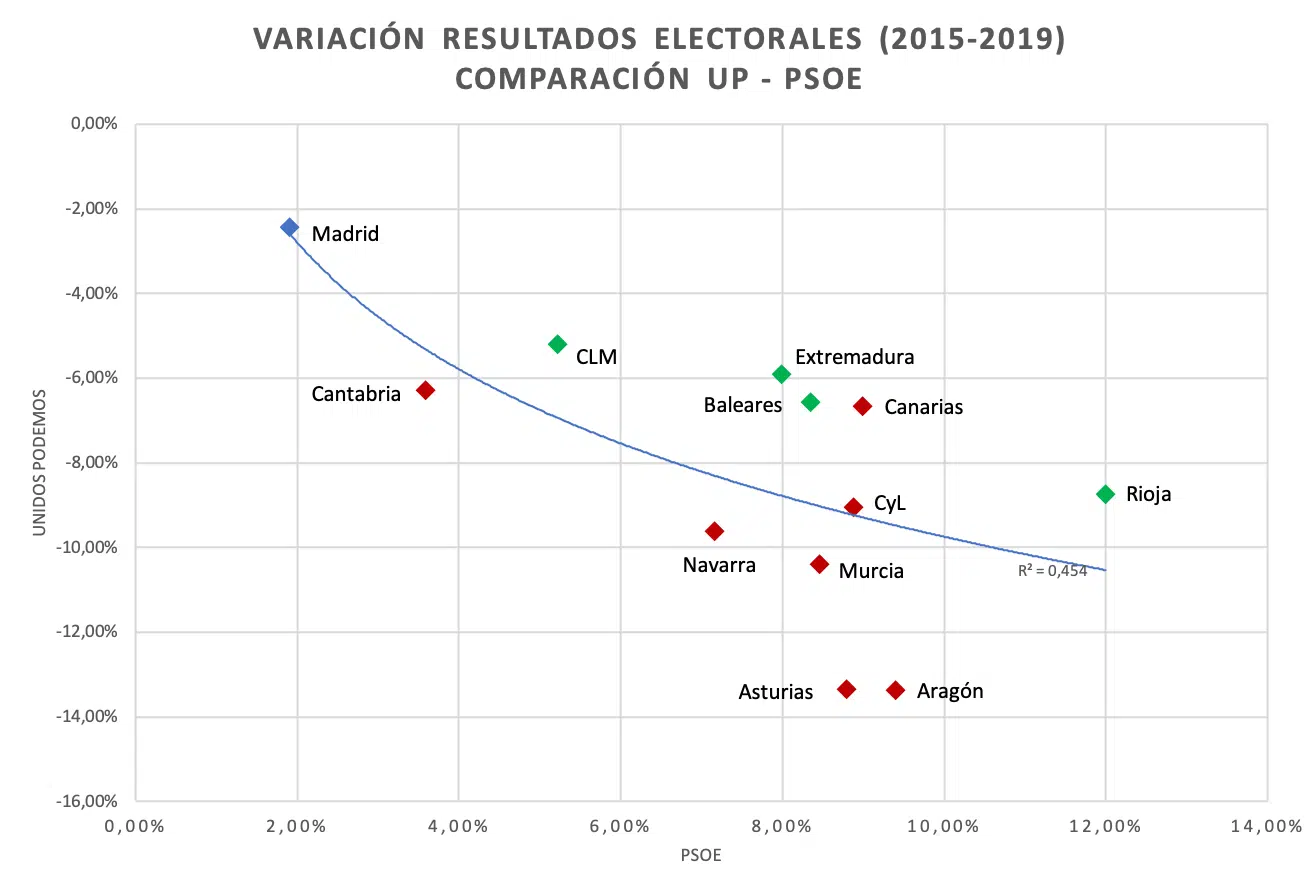 VARIACIÓN RESULTADOS ELECTORALES (2015-2019)
COMPARACIÓN UP - PSOE
0,00%
-2,00%
-4,00%
-6,00%
-8,00%
-10,00%
-12,00%
-14,00%
-16,00%
UNIDOS PODEMOS
Madrid
CLM
Extremadura
Cantabria
Baleares
Canarias
Rioja
CyL
Navarra
Murcia
R² = 0,454
Asturias
Aragón
0,00%
2,00%
4,00%
6,00%
8,00%
10,00%
12,00%
14,00%
PSOE